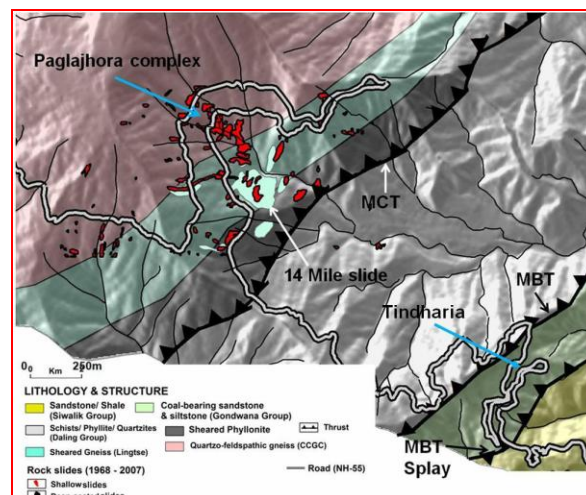 Paglajhora complex
MCT
14 Mile slide
MBT
Tindharia
0 Km 250m
MBT
Splay
LITHOLOGY & STRUCTURE
Sandstone/ Shale
(Siwalik Group)
Coal-bearing sandstone
& siltstone (Gondwana Group)
Thrust
Schists/ Phyllite/ Quartzites
(Daling Group)
Sheared Phyllonite
Sheared Gneiss (Lingtse)
Quartzo-feldspathic gneiss (CCGC)
Rock slides (1968 - 2007)
Road (NH-55)
Shallow slides